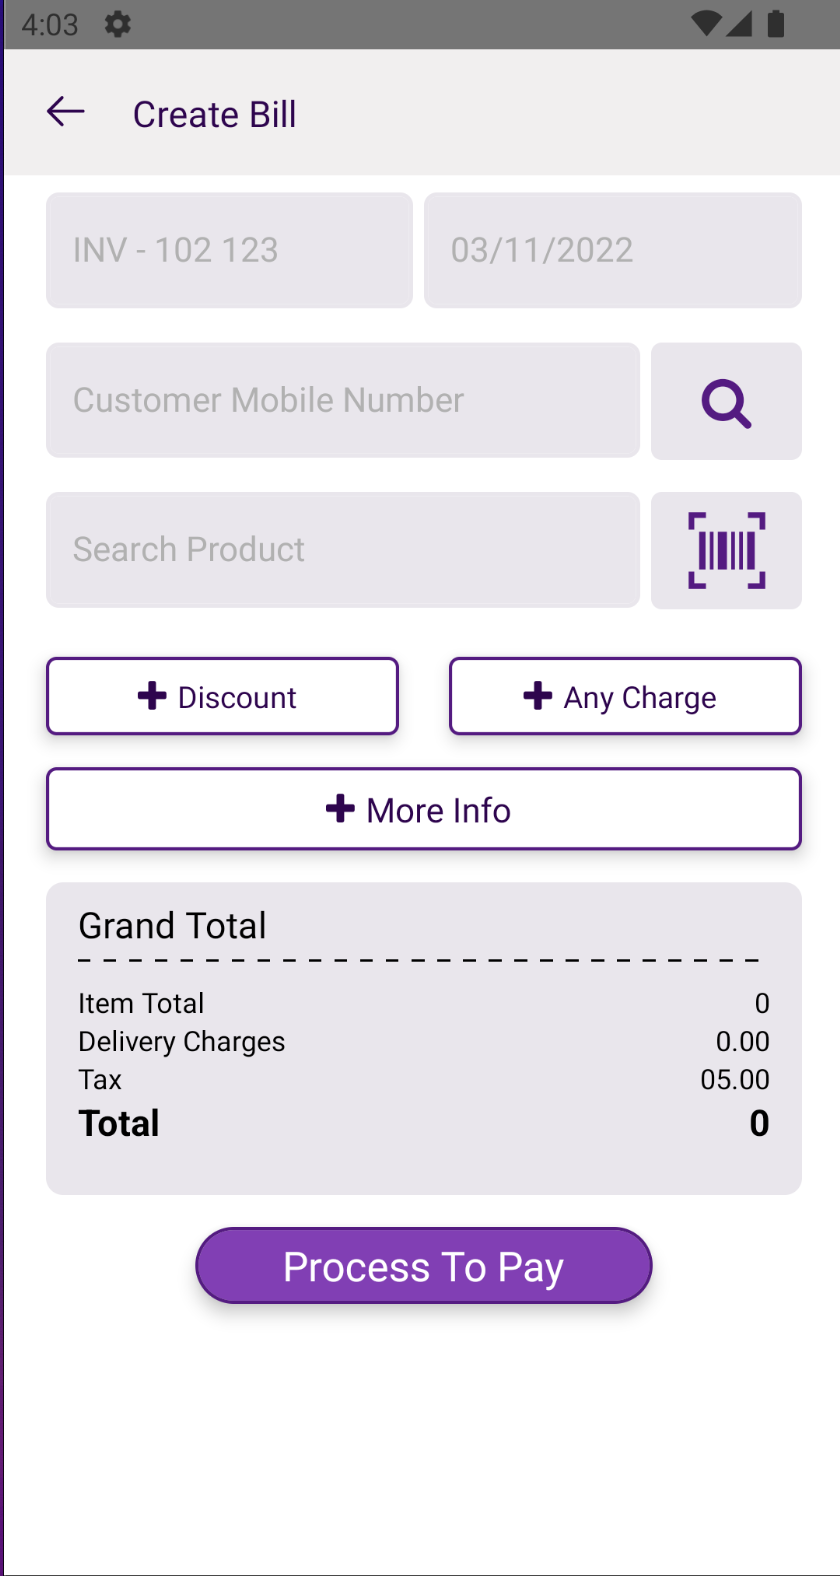 4:03
Create Bill
INV - 102 123
03/11/2022
Customer Mobile Number
Search Product
Discount
Any Charge
More Info
Grand Total
Item Total 0
Delivery Charges 0.00
Tax 05.00
Total 0
Process To Pay